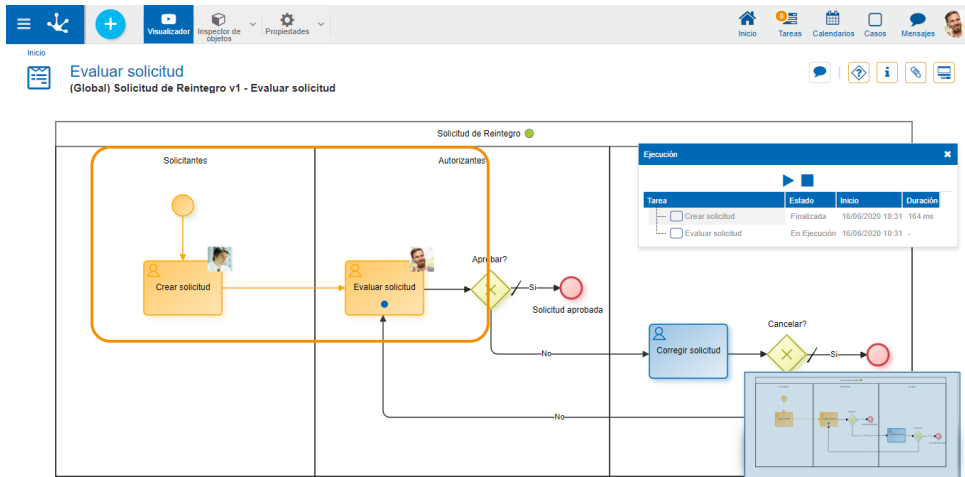 Visualizador
Inspector de
objetos
Propiedades
Inicio
8
Tareas
Calendarios
Casos
Mensajes
Inicio
Evaluar solicitud
(Global) Solicitud de Reintegro v1 - Evaluar solicitud
i
Solicitud de Reintegro
Solicitantes
Autorizantes
Ejecución
Tarea
Estado
Inicio
Duración
Crear solicitud
Finalizada
16/06/2020 10:31
164 ms
Evaluar solicitud
En Ejecución
16/06/2020 10:31
-
Aprobar?
Crear solicitud
Evaluar solicitud
Si
Solicitud aprobada
Cancelar?
Corregir solicitud
No
Si
No